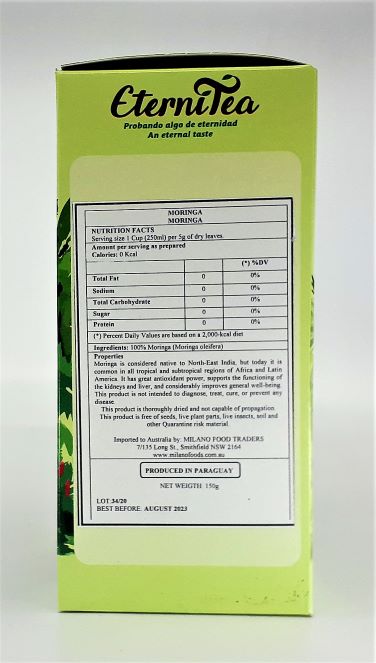 EterniTea
Probando algo de eternidad
An eternal taste
MORINGA
MORINGA
NUTRITION FACTS
Serving size 1 Cup (250ml) per 5g of dry leaves.
Amount per serving as prepared
Calories: 0 Kcal
(*) %DV
Total Fat 0 0%
Sodium 0 0%
Total Carbohydrate 0 0%
Sugar 0 0%
Protein 0 0%
(*) Percent Daily Values are based on a 2,000-kcal diet
Ingredients: 100% Moringa (Moringa oleifera)
Properties
Moringa is considered native to North-East India, but today it is
common in all tropical and subtropical regions of Africa and Latin
America. It has great antioxidant power, supports the functioning of
the kidneys and liver, and considerably improves general well-being.
This product is not intended to diagnose, treat, cure, or prevent any
disease.
This product is thoroughly dried and not capable of propagation.
This product is free of seeds, live plant parts, live insects, soil and
other Quarantine risk material.
Imported to Australia by: MILANO FOOD TRADERS
7/135 Long St., Smithfield NSW 2164
www.milanofoods.com.au
PRODUCED IN PARAGUAY
NET WEIGTH 150g
LOT:34/20
BEST BEFORE: AUGUST 2023